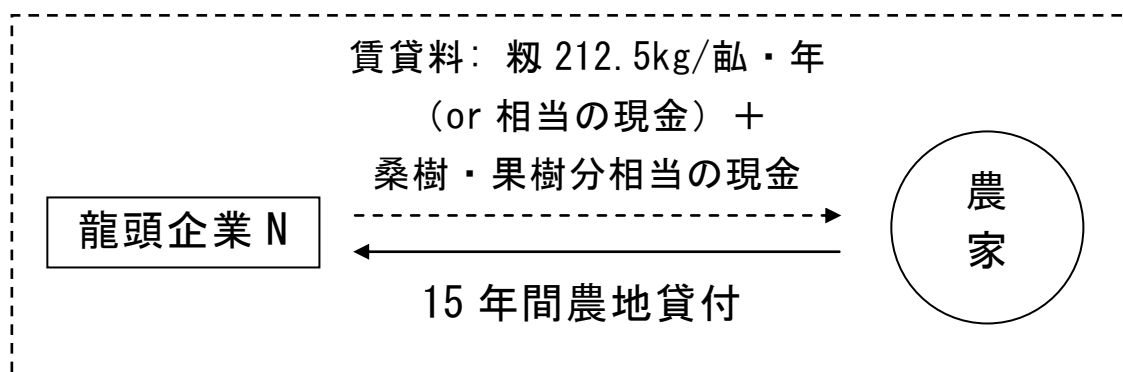 賃貸料: 籾 212.5kg/畝・年
(or 相当の現金) +
桑樹・果樹分相当の現金
龍頭企業 N
農
家
15 年間農地貸付